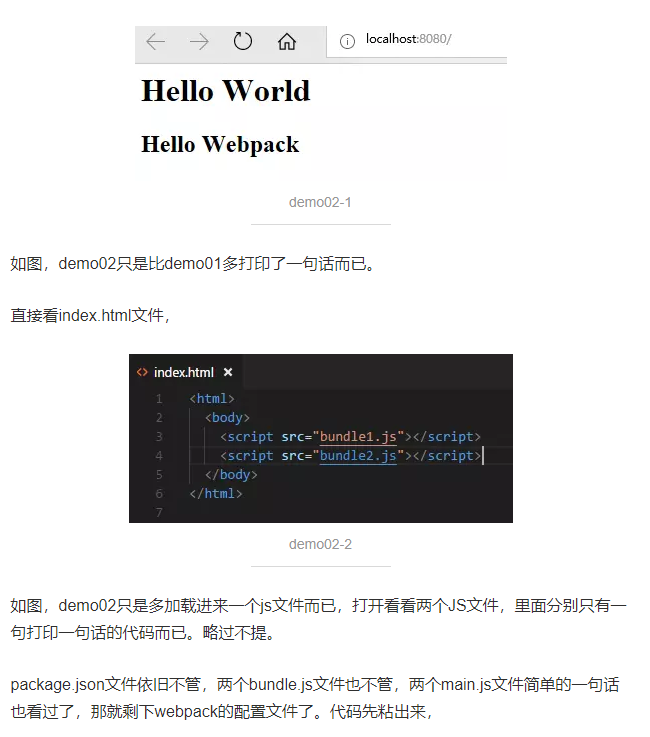 localhost:8080/
Hello World
Hello Webpack
demo02-1
如图，demo02只是比demo01多打印了一句话而已。
直接看index.html文件，
<> index.html ×
1 <html>
2 <body>
3 <script src="bundle1.js"></script>
4 <script src="bundle2.js"></script>
5 </body>
6 </html>
7
demo02-2
如图，demo02只是多加载进来一个js文件而已，打开看看两个JS文件，里面分别只有一
句打印一句话的代码而已。略过不提。
package.json文件依旧不管，两个bundle.js文件也不管，两个main.js文件简单的一句话
也看过了，那就剩下webpack的配置文件了。代码先粘出来，